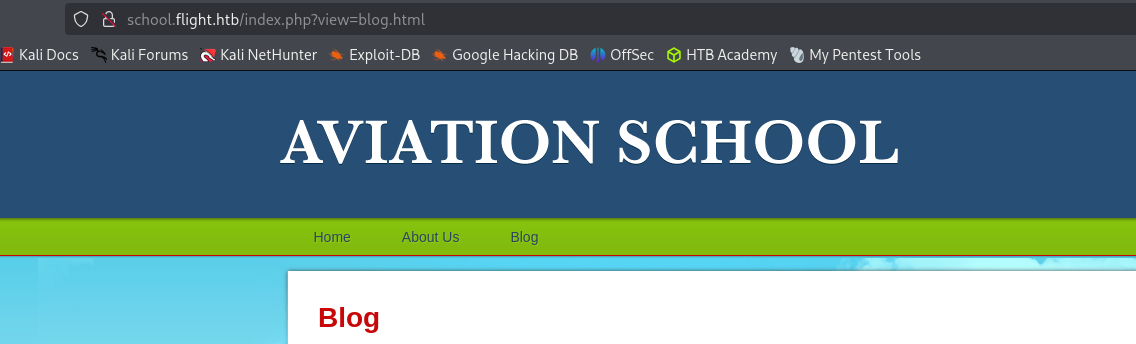 school.flight.htb/index.php?view=blog.html
Kali Docs Kali Forums Kali NetHunter Exploit-DB Google Hacking DB OffSec HTB Academy My Pentest Tools
AVIATION SCHOOL
Home About Us Blog
Blog